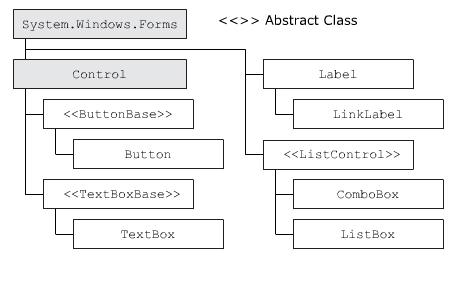 System.Windows.Forms
<<>> Abstract Class
Control
<<ButtonBase>>
Button
<<TextBoxBase>>
TextBox
Label
LinkLabel
<<ListControl>>
ComboBox
ListBox